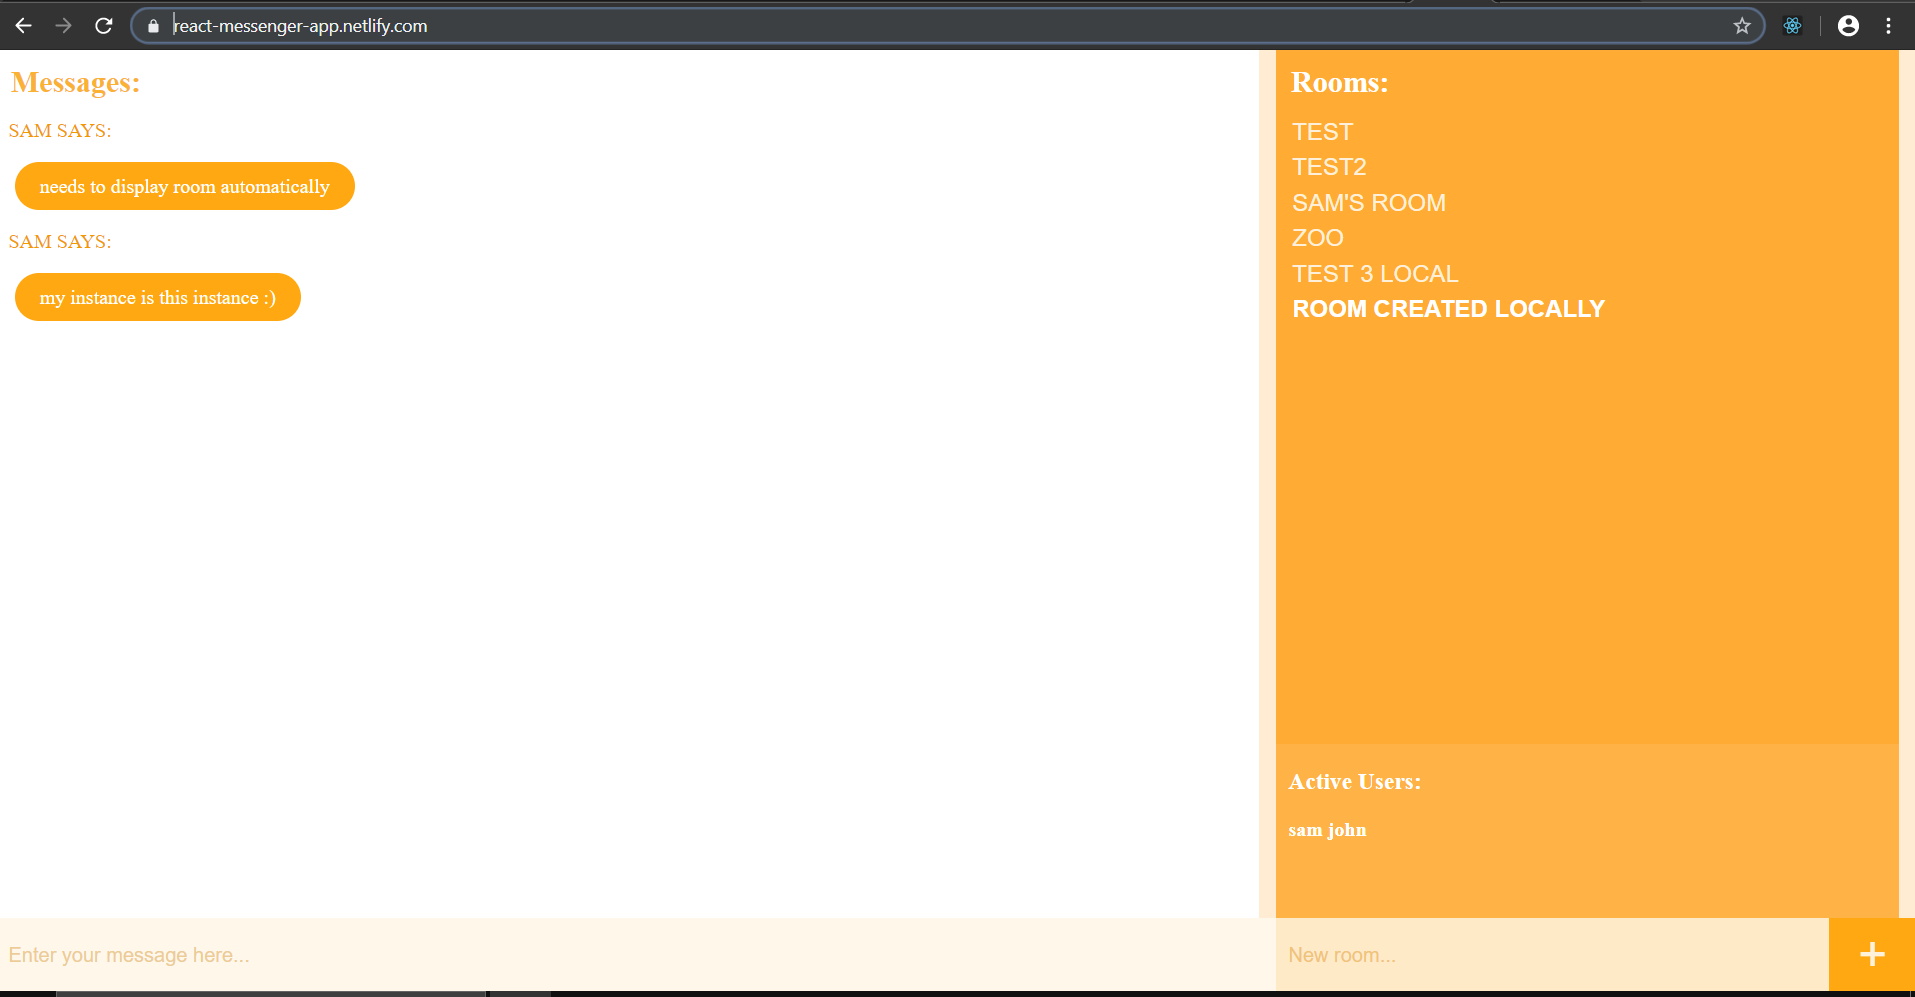 react-messenger-app.netlify.com
Messages:
SAM SAYS:
needs to display room automatically
SAM SAYS:
my instance is this instance :)
Enter your message here...
Rooms:
TEST
TEST2
SAM'S ROOM
ZOO
TEST 3 LOCAL
ROOM CREATED LOCALLY
Active Users:
sam john
New room...
+